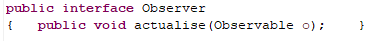 public interface Observer
{   public void actualise(Observable o);    }